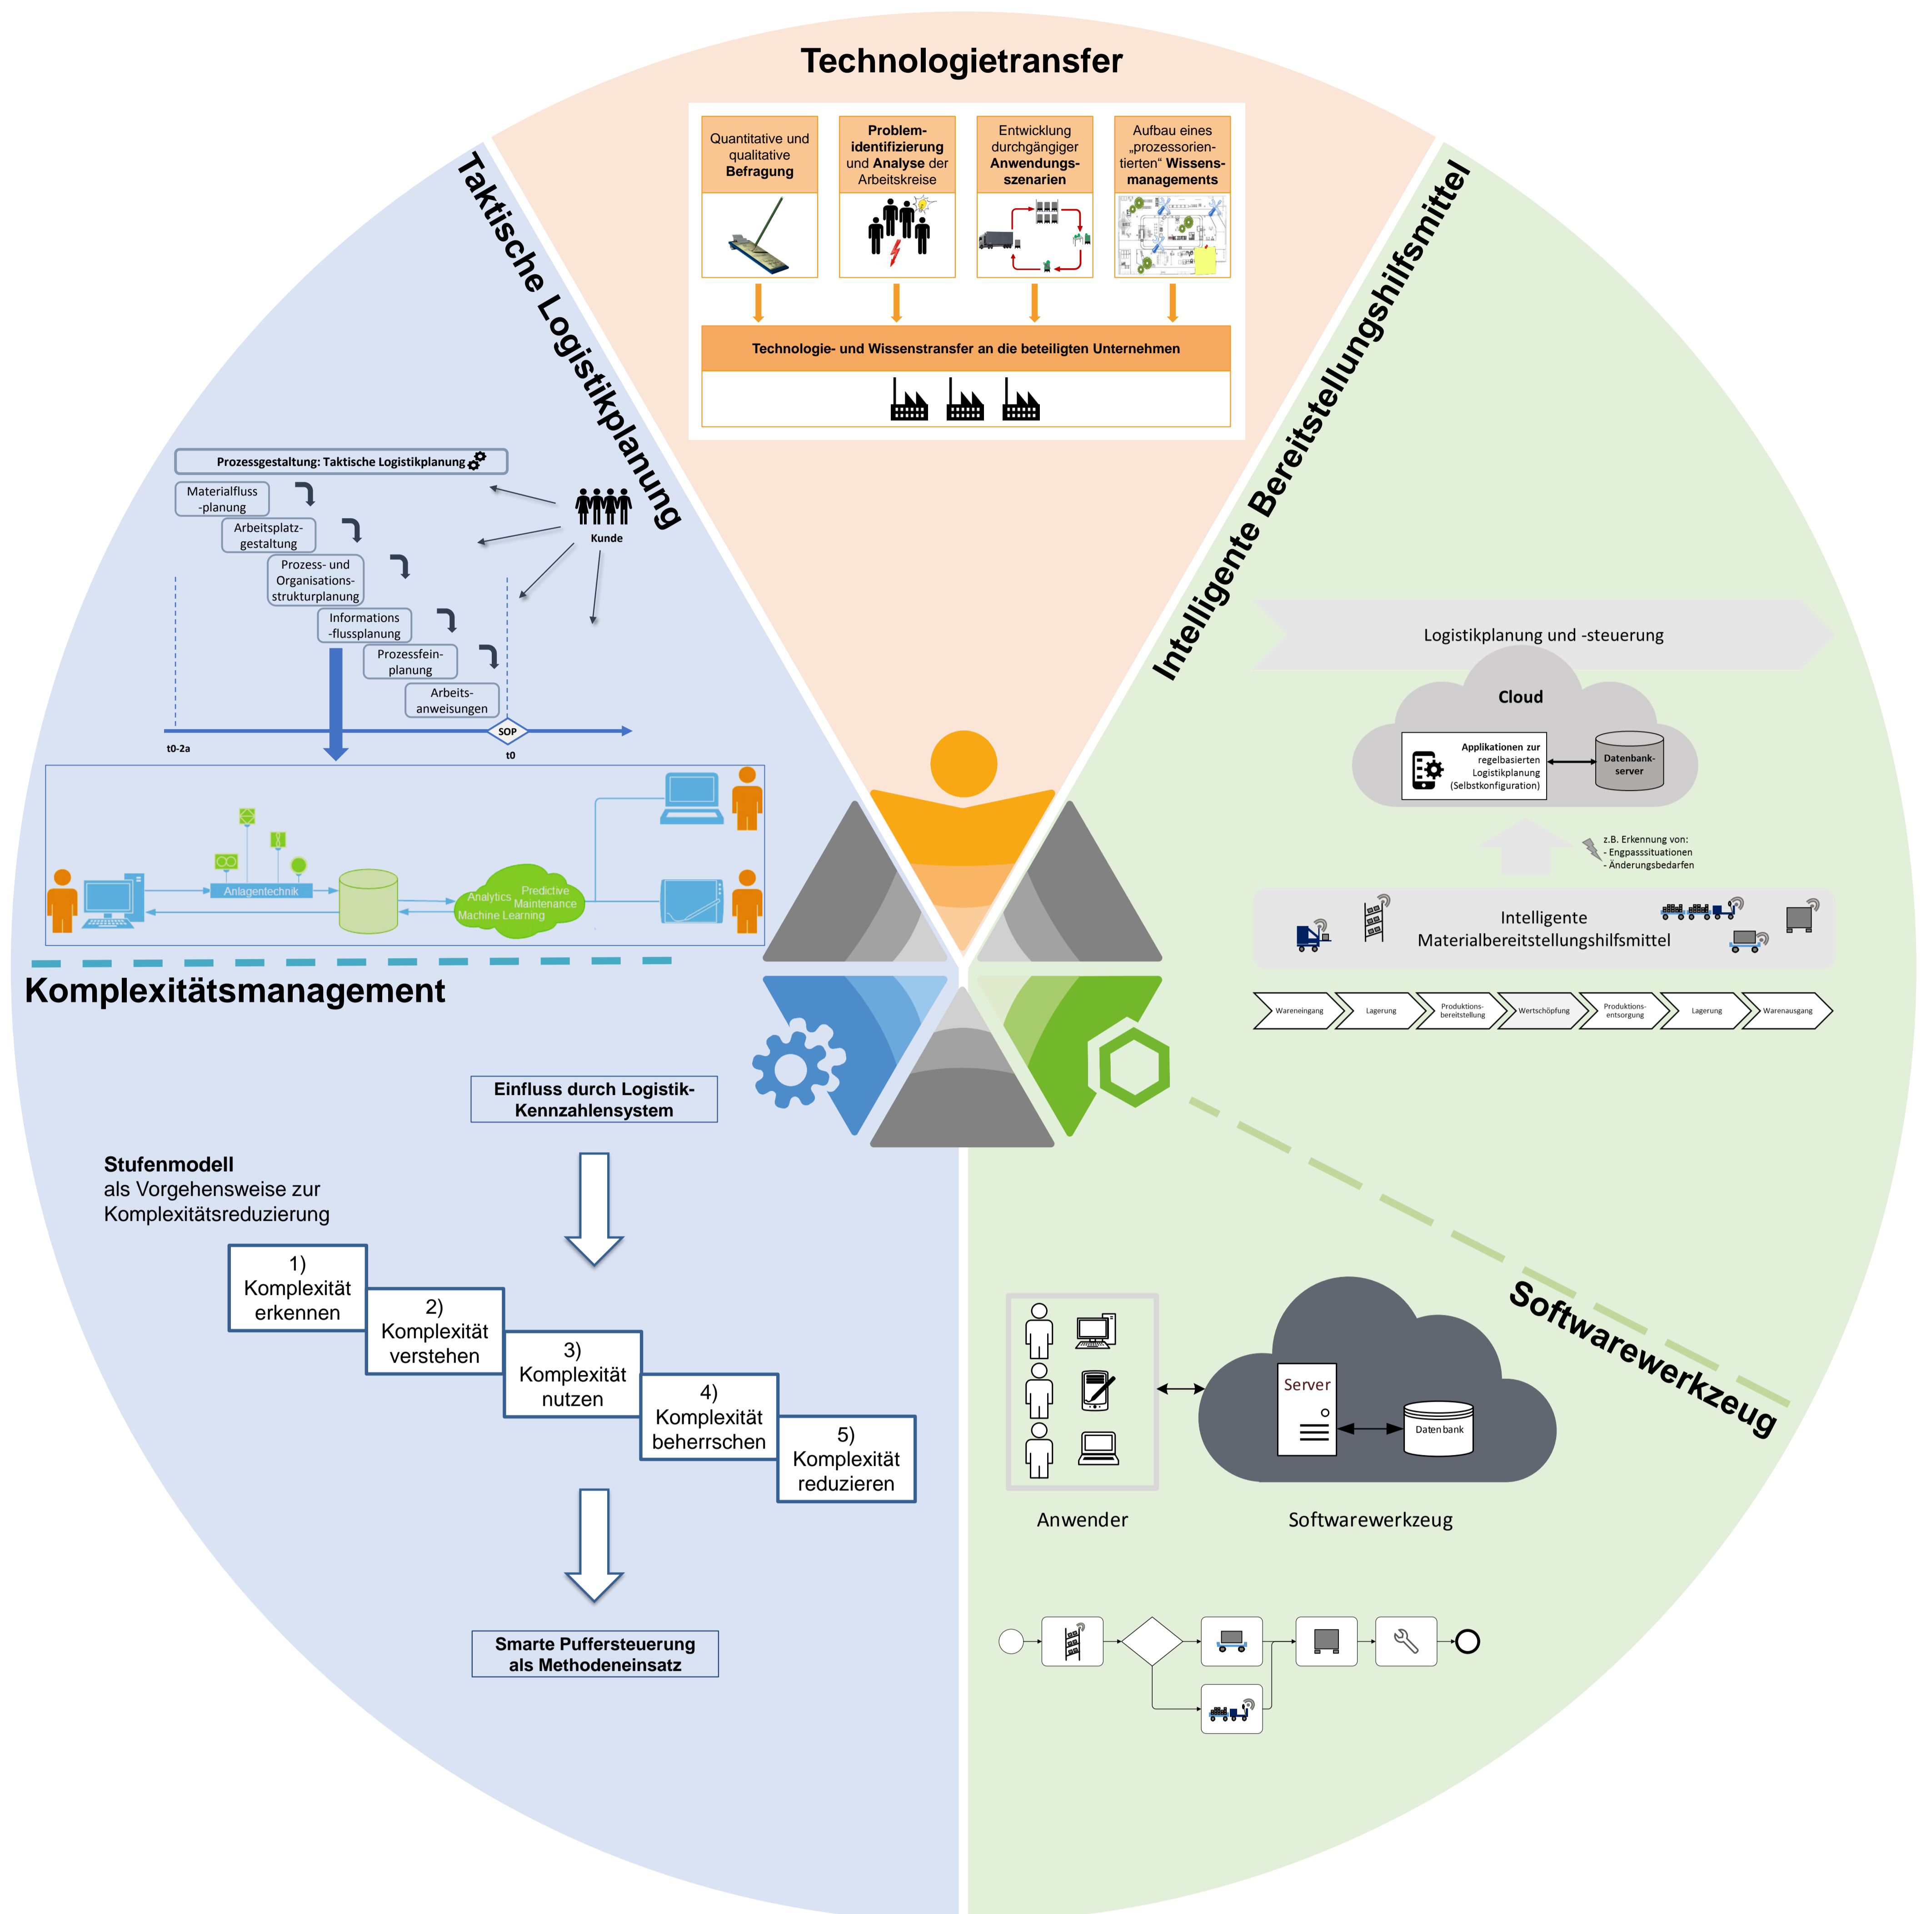 Technologietransfer
Quantitative und
qualitative
Befragung
Problem-
identifizierung
und Analyse der
Arbeitskreise
Entwicklung
durchgängiger
Anwendungs-
szenarien
Aufbau eines
„prozessorien-
tierten“ Wissens-
managements
Technologie- und Wissenstransfer an die beteiligten Unternehmen
Taktische Logistikplanung
Prozessgestaltung: Taktische Logistikplanung
Materialfluss
-planung
Arbeitsplatz-
gestaltung
Prozess- und
Organisations-
strukturplanung
Informations
-flussplanung
Prozessfein-
planung
Arbeits-
anweisungen
Kunde
SOP
t0-2a
t0
Anlagentechnik
Analytics
Predictive
Maintenance
Machine Learning
Komplexitätsmanagement
Einfluss durch Logistik-
Kennzahlensystem
Stufenmodell
als Vorgehensweise zur
Komplexitätsreduzierung
1)
Komplexität
erkennen
2)
Komplexität
verstehen
3)
Komplexität
nutzen
4)
Komplexität
beherrschen
5)
Komplexität
reduzieren
Smarte Puffersteuerung
als Methodeneinsatz
Intelligente Bereitstellungshilfsmittel
Logistikplanung und -steuerung
Cloud
Applikationen zur
regelbasierten
Logistikplanung
(Selbstkonfiguration)
Datenbank-
server
z.B. Erkennung von:
- Engpasssituationen
- Änderungsbedarfen
Intelligente
Materialbereitstellungshilfsmittel
Wareneingang
Lagerung
Produktions-
bereitstellung
Wertschöpfung
Produktions-
entsorgung
Lagerung
Warenausgang
Softwarewerkzeug
Server
Datenbank
Anwender
Softwarewerkzeug